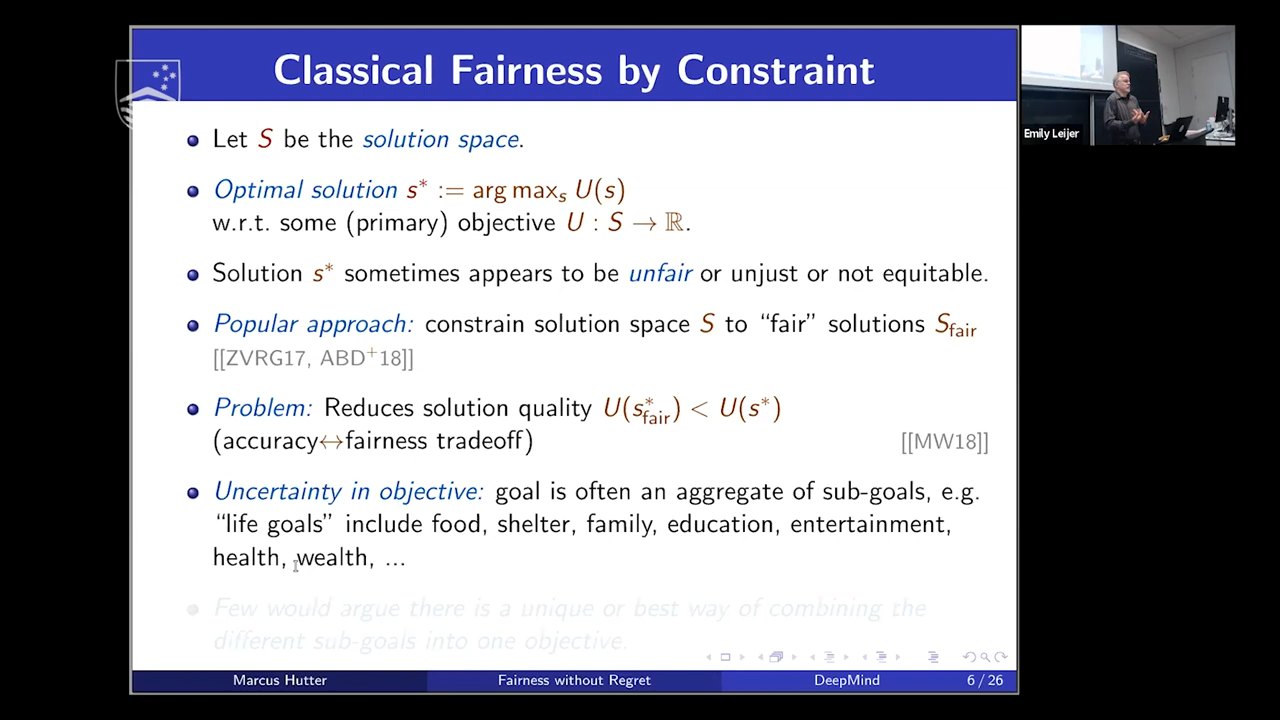 Classical Fairness by Constraint
Let S be the solution space.
Optimal solution s* := arg maxₛ U(s)
w.r.t. some (primary) objective U : S → ℝ.
Solution s* sometimes appears to be unfair or unjust or not equitable.
Popular approach: constrain solution space S to “fair” solutions S_fair
[[ZVRG17, ABD⁺18]]
Problem: Reduces solution quality U(s*_fair) < U(s*)
(accuracy↔fairness tradeoff) [[MW18]]
Uncertainty in objective: goal is often an aggregate of sub-goals, e.g.
“life goals” include food, shelter, family, education, entertainment,
health, wealth, ...
Few would argue there is a unique or best way of combining the
different sub-goals into one objective.
Marcus Hutter Fairness without Regret DeepMind 6 / 26
Emily Leijer